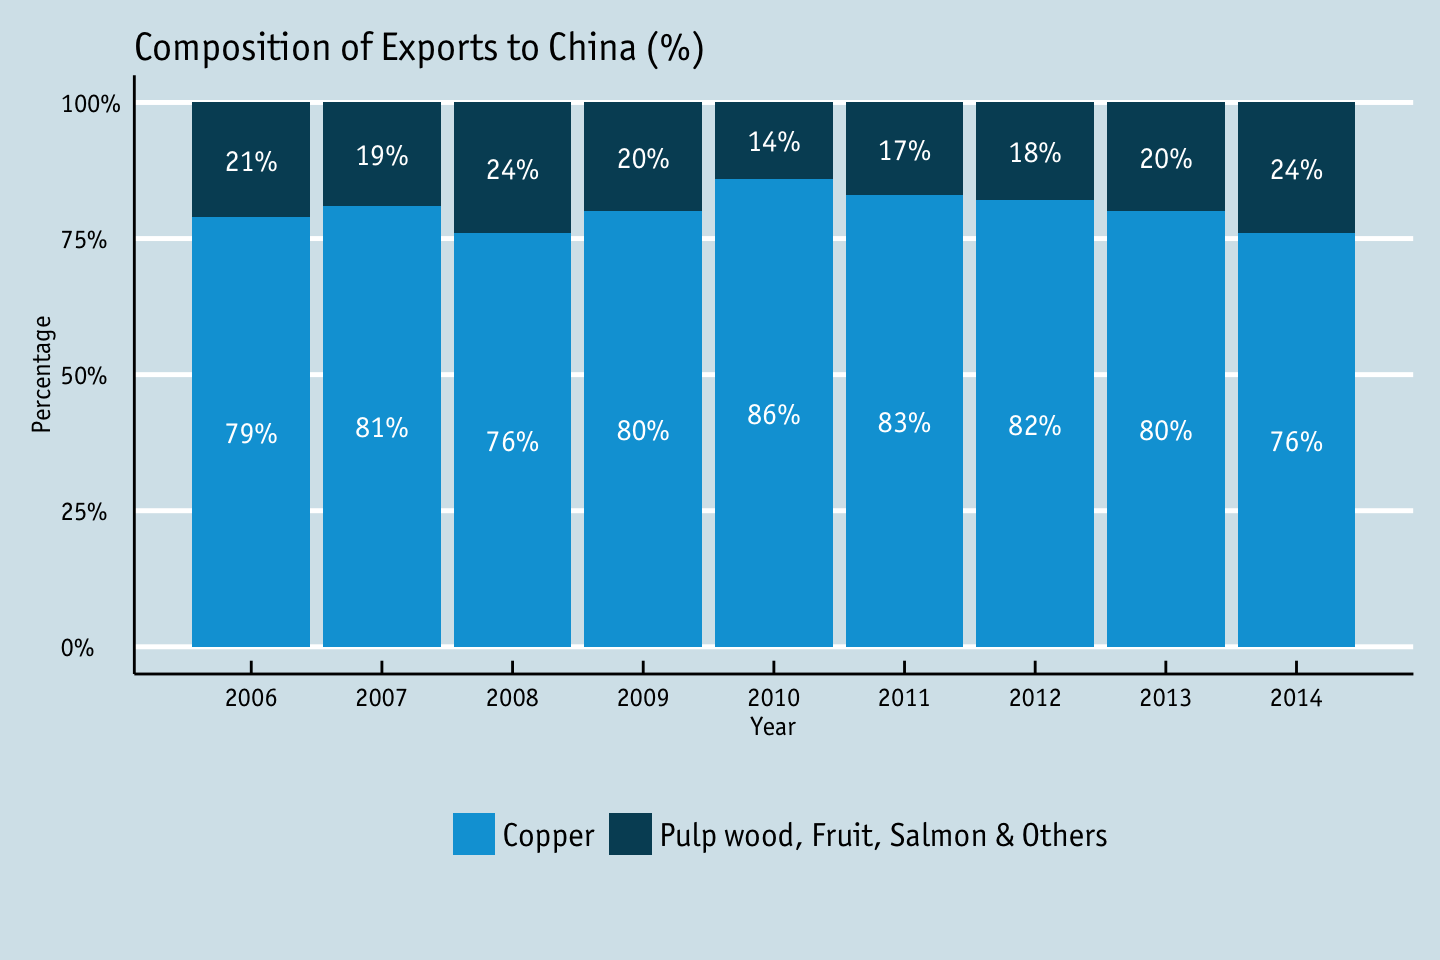 Composition of Exports to China (%)
100%
75%
50%
25%
0%
Percentage
21% 19% 24% 20% 14% 17% 18% 20% 24%
79% 81% 76% 80% 86% 83% 82% 80% 76%
2006 2007 2008 2009 2010 2011 2012 2013 2014
Year
Copper Pulp wood, Fruit, Salmon & Others